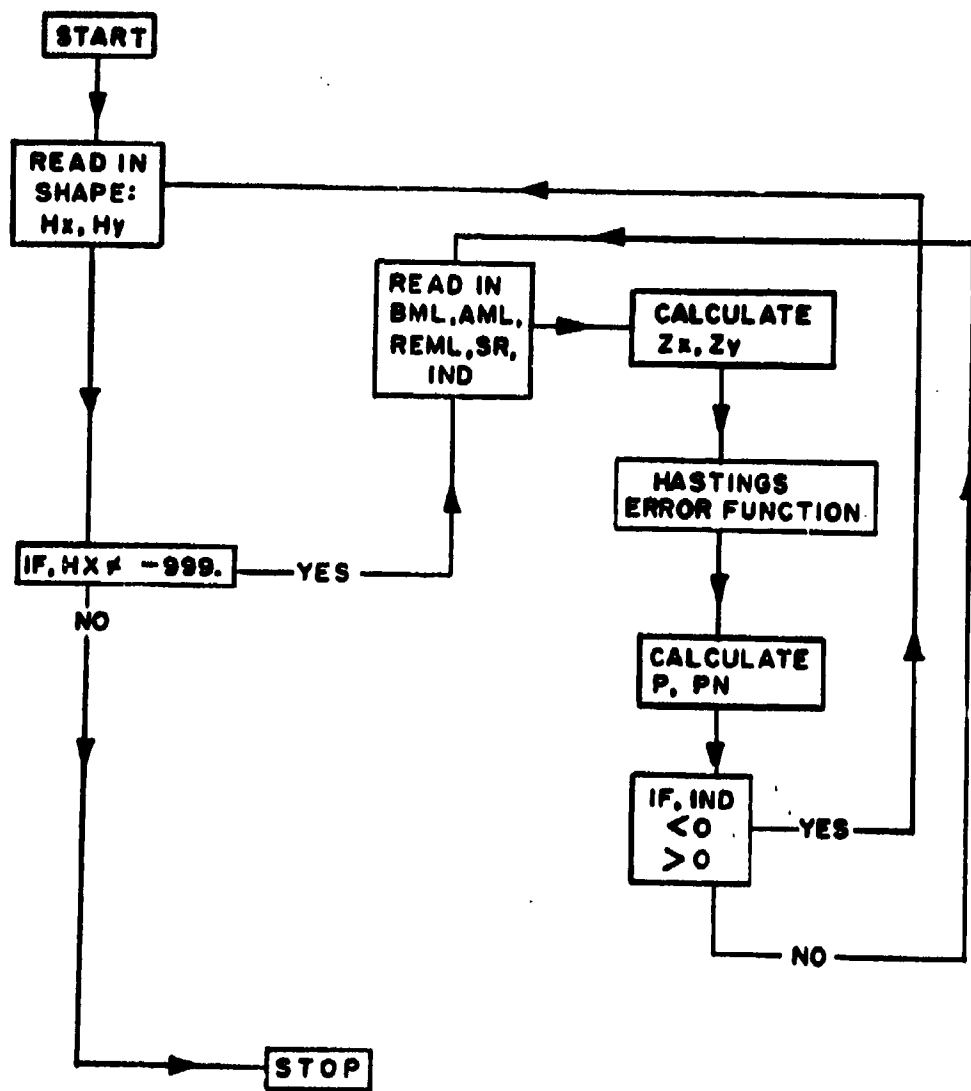 START
READ IN
SHAPE:
Hx, Hy
READ IN
BML, AML,
REML, SR,
IND
CALCULATE
Zx, Zy
HASTINGS
ERROR FUNCTION
IF, HX ≠ -999.
YES
NO
CALCULATE
P, PN
IF, IND
<0
>0
YES
NO
STOP